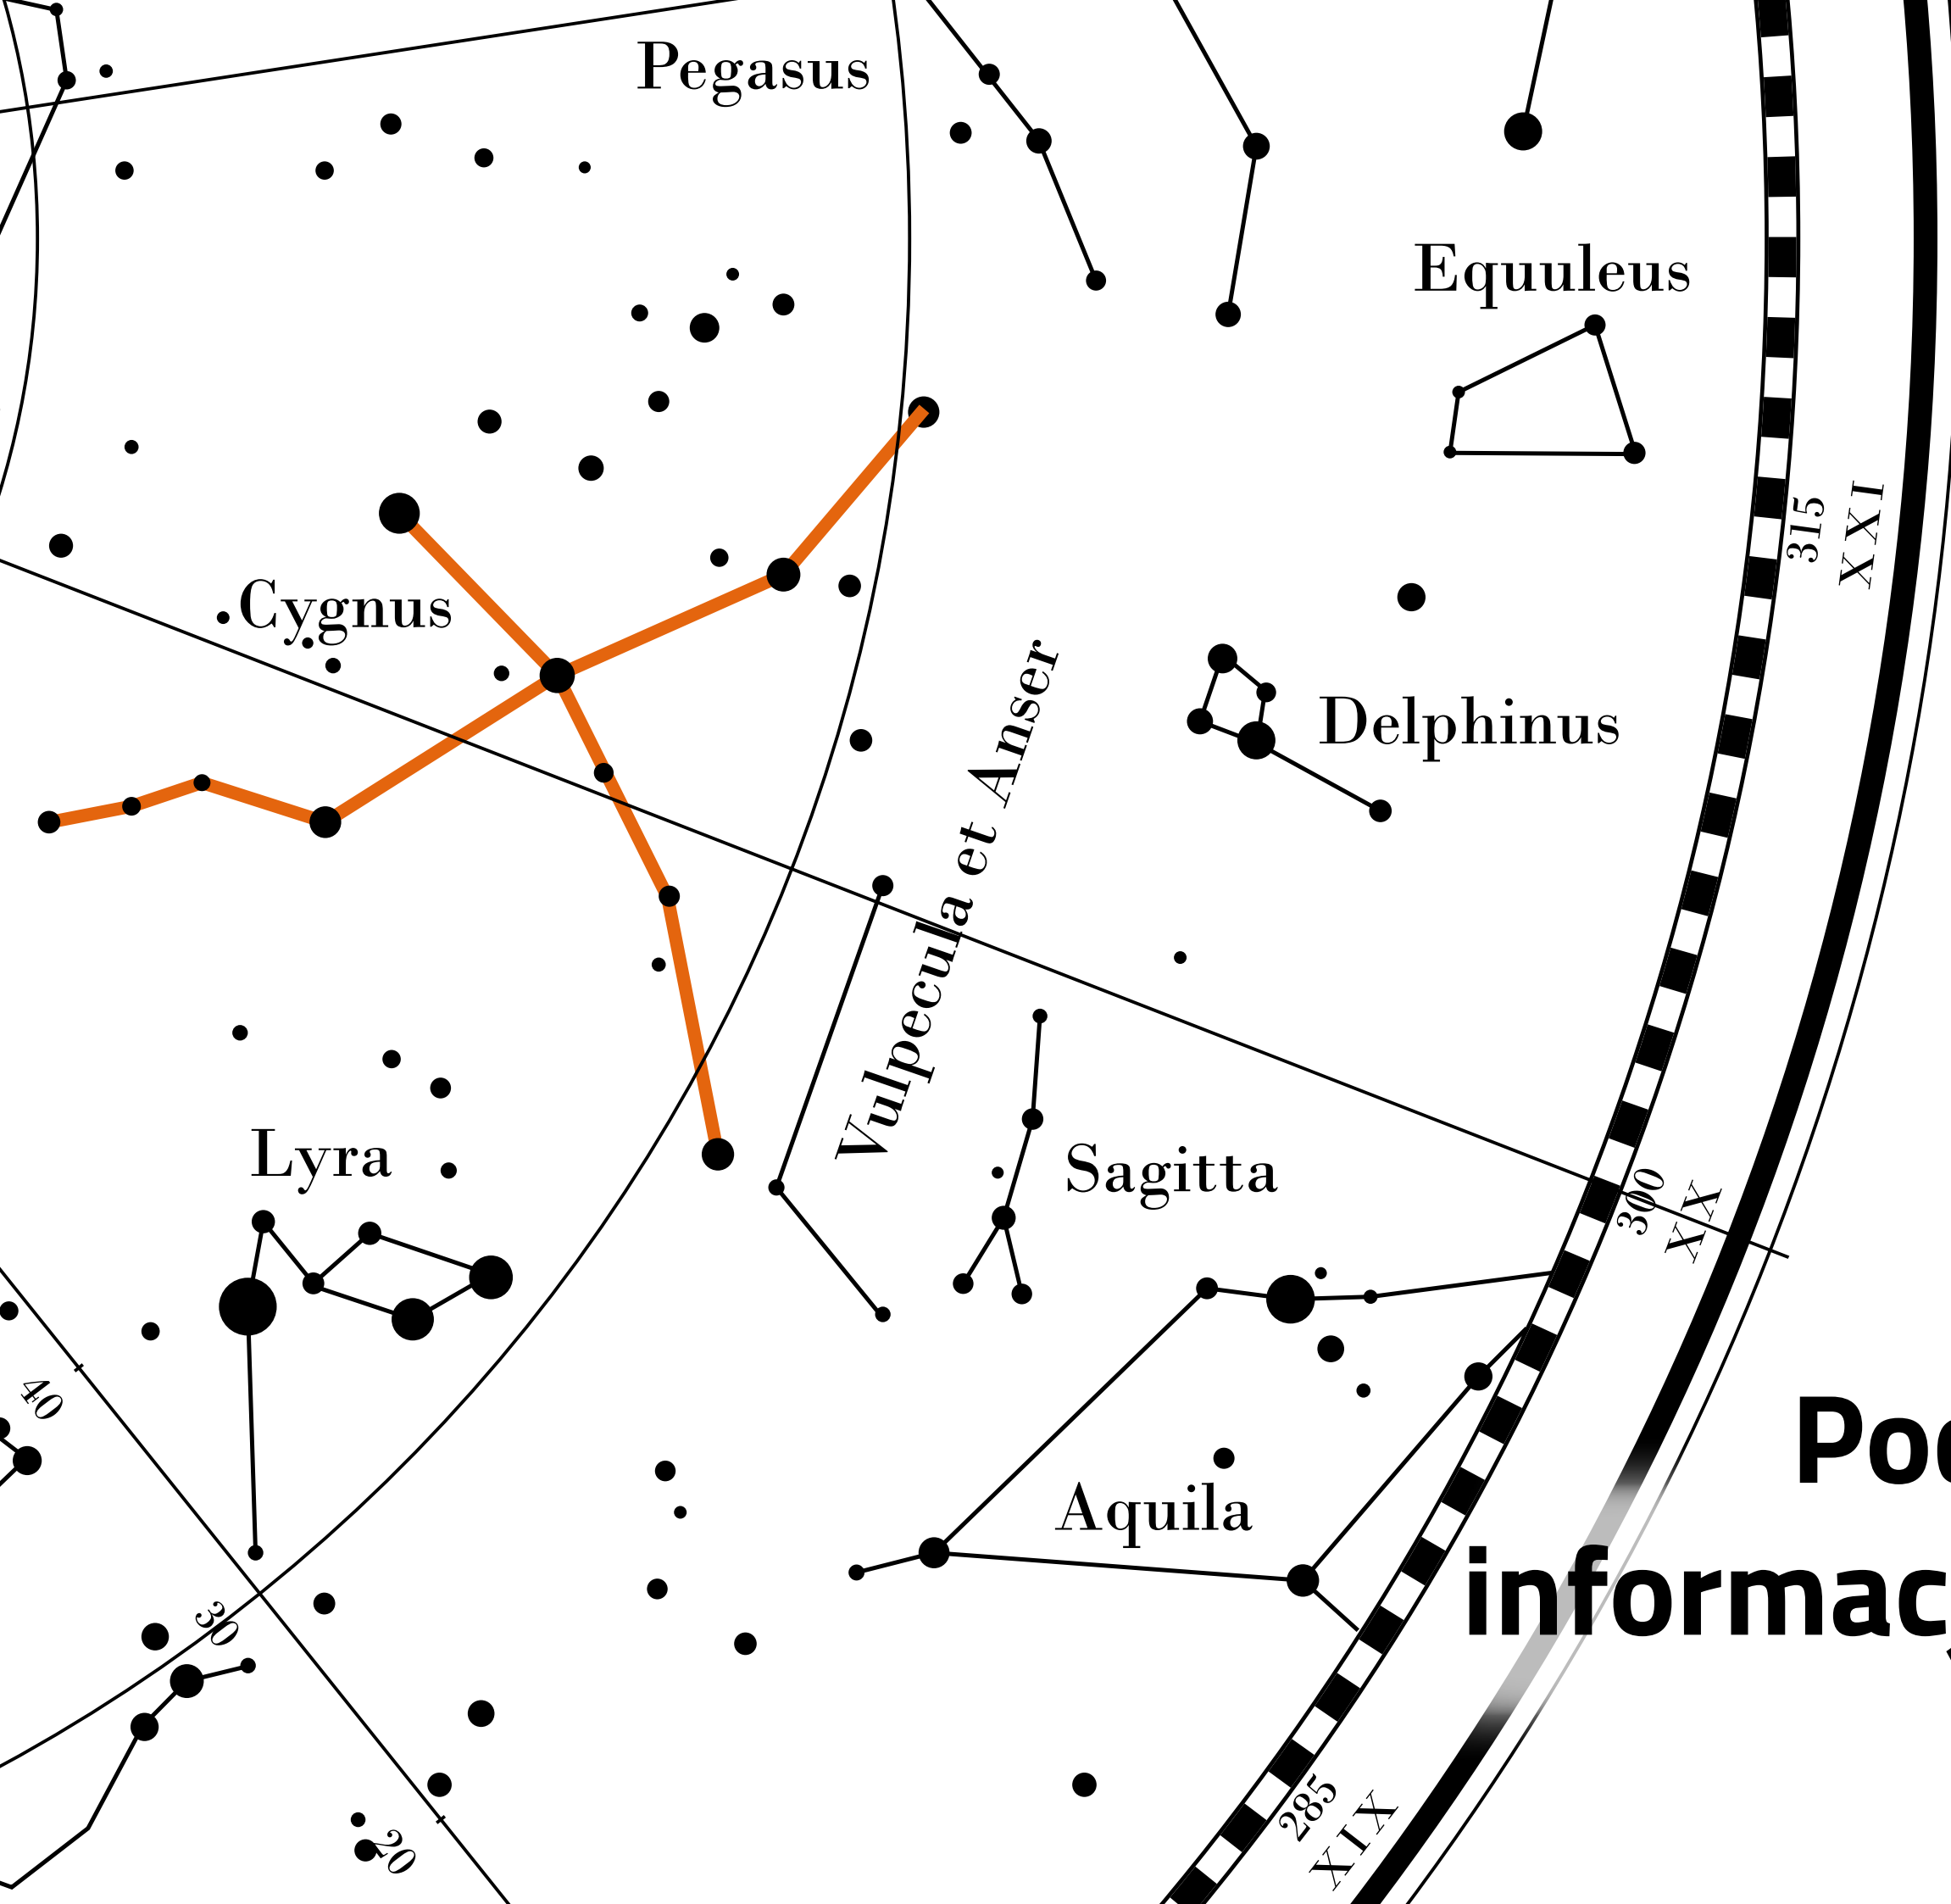 Pegasus
Equuleus
315
XXI
Cygnus
Delphinus
Vulpecula et Anser
Lyra
Sagitta
300
XX
40
Aquila
30
285
XIX
20